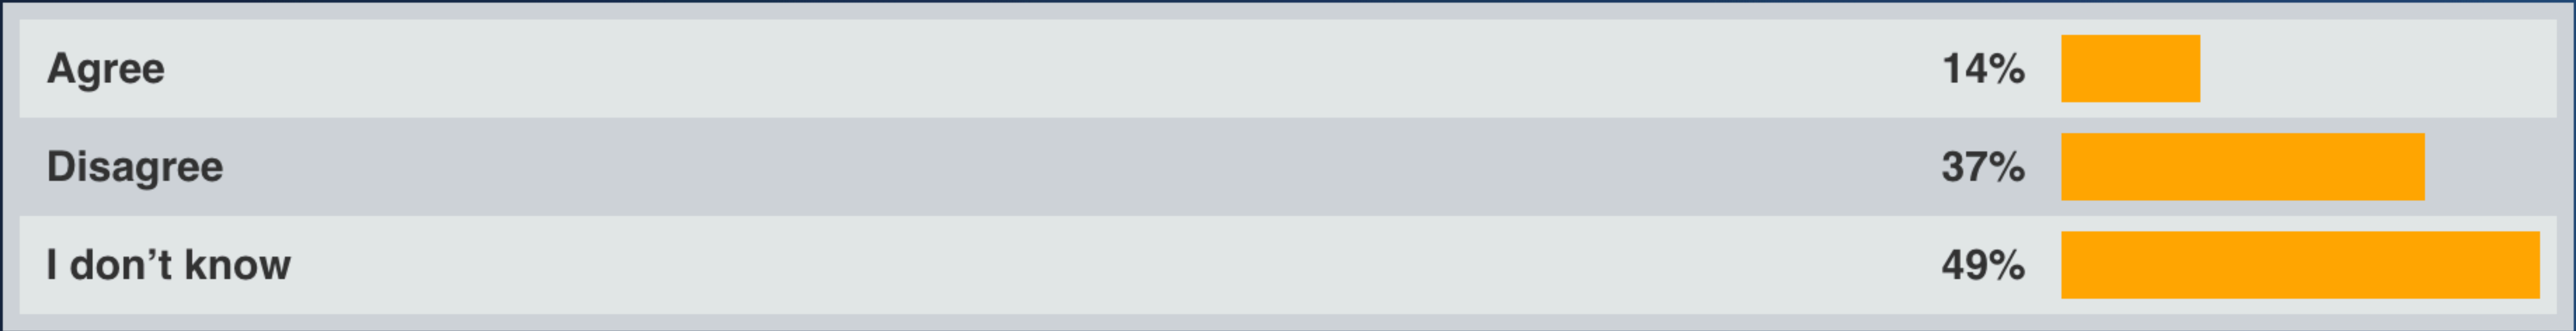 Agree 14%
Disagree 37%
I don’t know 49%